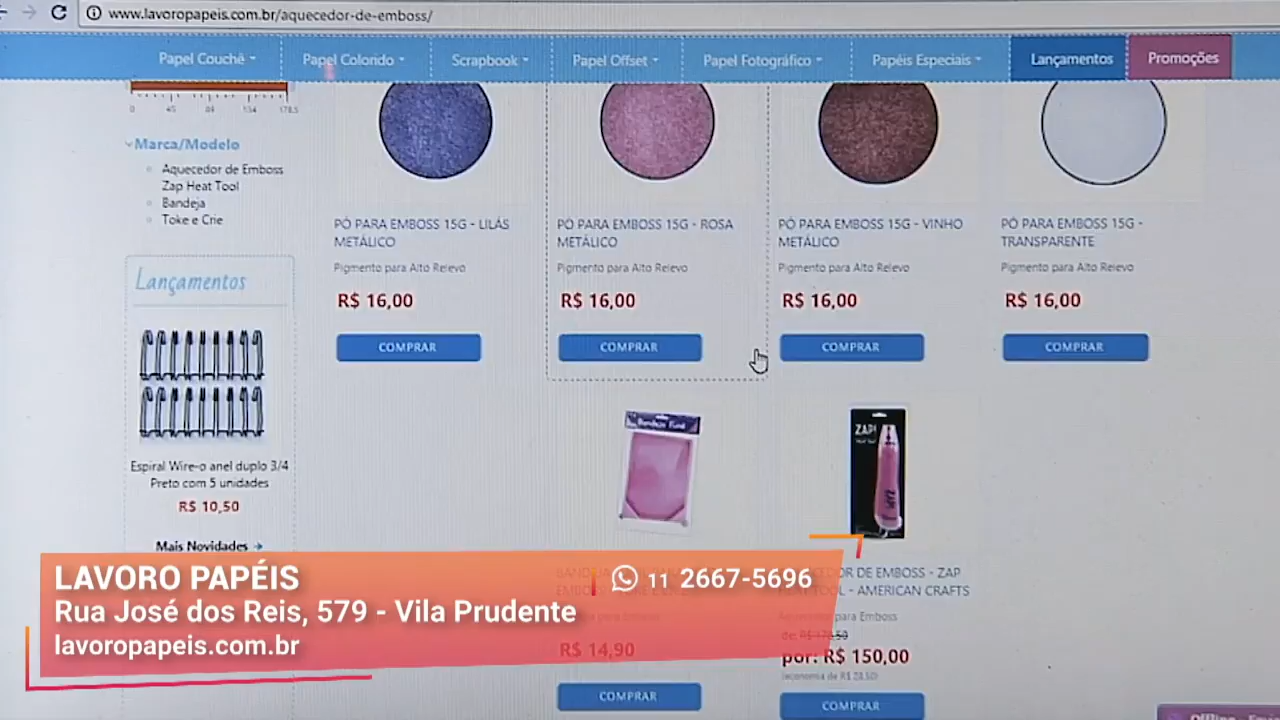 www.lavoropapeis.com.br/aquecedor-de-emboss/
Papel Couchê
Papel Colorido
Scrapbook
Papel Offset
Papel Fotográfico
Papéis Especiais
Lançamentos
Promoções
Marca/Modelo
Aquecedor de Emboss
Zap Heat Tool
Bandeja
Toke e Crie
PÓ PARA EMBOSS 15G - LILÁS
METÁLICO
Pigmento para Alto Relevo
R$ 16,00
COMPRAR
PÓ PARA EMBOSS 15G - ROSA
METÁLICO
Pigmento para Alto Relevo
R$ 16,00
COMPRAR
PÓ PARA EMBOSS 15G - VINHO
METÁLICO
Pigmento para Alto Relevo
R$ 16,00
COMPRAR
PÓ PARA EMBOSS 15G -
TRANSPARENTE
Pigmento para Alto Relevo
R$ 16,00
COMPRAR
Lançamentos
Espiral Wire-o anel duplo 3/4
Preto com 5 unidades
R$ 10,50
Mais Novidades
ZAP!
DE EMBOSS - ZAP
- AMERICAN CRAFTS
para Emboss
por: R$ 150,00
COMPRAR
R$ 14,90
COMPRAR
LAVORO PAPÉIS
11 2667-5696
Rua José dos Reis, 579 - Vila Prudente
lavoropapeis.com.br